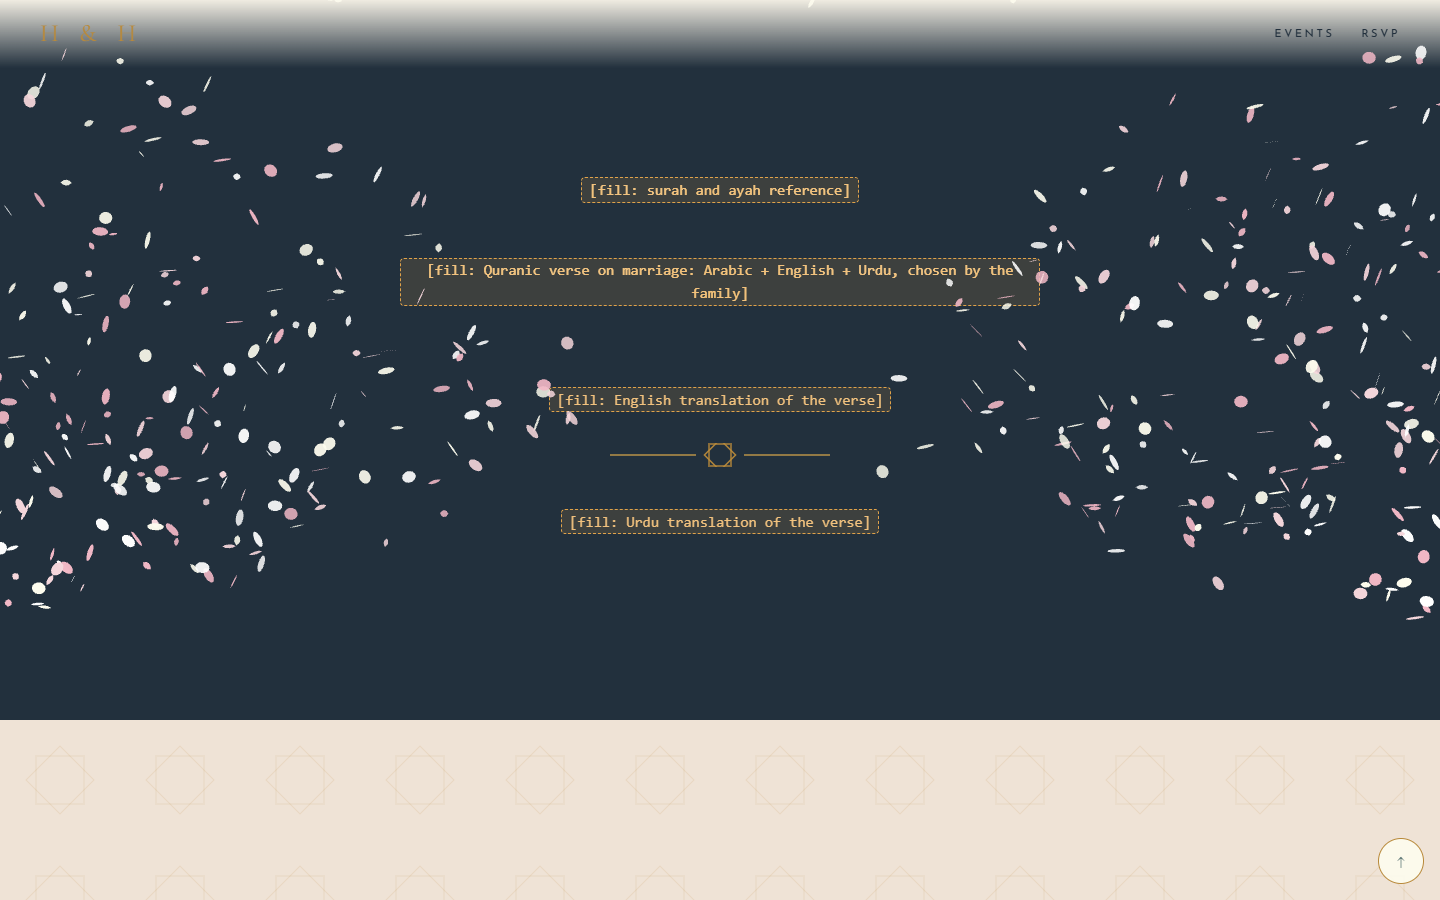 H & H
EVENTS RSVP
[fill: surah and ayah reference]
[fill: Quranic verse on marriage: Arabic + English + Urdu, chosen by the
family]
[fill: English translation of the verse]
[fill: Urdu translation of the verse]
↑